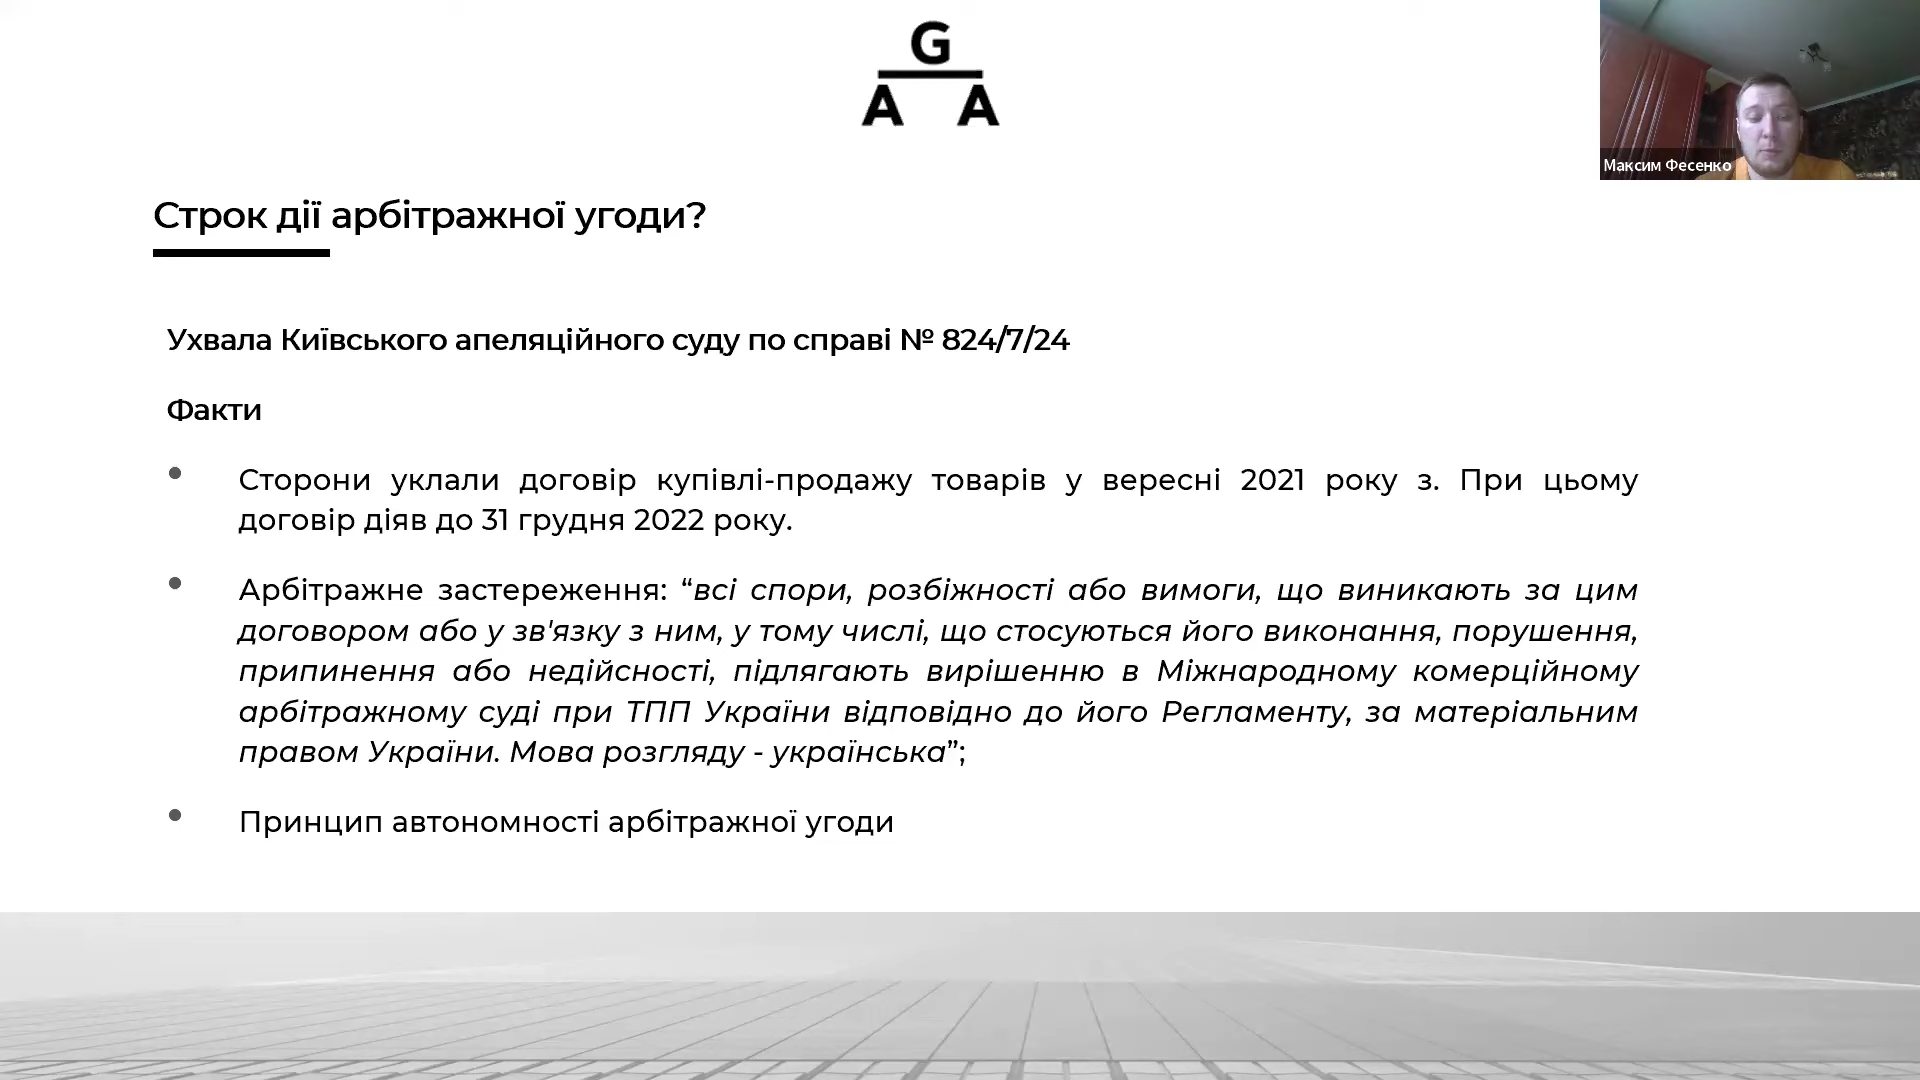 G
A A
Максим Фесенко
Строк дії арбітражної угоди?
Ухвала Київського апеляційного суду по справі № 824/7/24
Факти
• Сторони уклали договір купівлі-продажу товарів у вересні 2021 року з. При цьому
договір діяв до 31 грудня 2022 року.
• Арбітражне застереження: “всі спори, розбіжності або вимоги, що виникають за цим
договором або у зв'язку з ним, у тому числі, що стосуються його виконання, порушення,
припинення або недійсності, підлягають вирішенню в Міжнародному комерційному
арбітражному суді при ТПП України відповідно до його Регламенту, за матеріальним
правом України. Мова розгляду - українська”;
• Принцип автономності арбітражної угоди